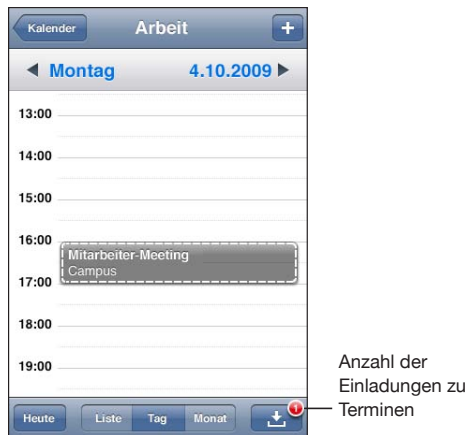 Kalender Arbeit +
Montag 4.10.2009
13:00
14:00
15:00
16:00
Mitarbeiter-Meeting
Campus
17:00
18:00
19:00
Heute Liste Tag Monat 1
Anzahl der
Einladungen zu
Terminen